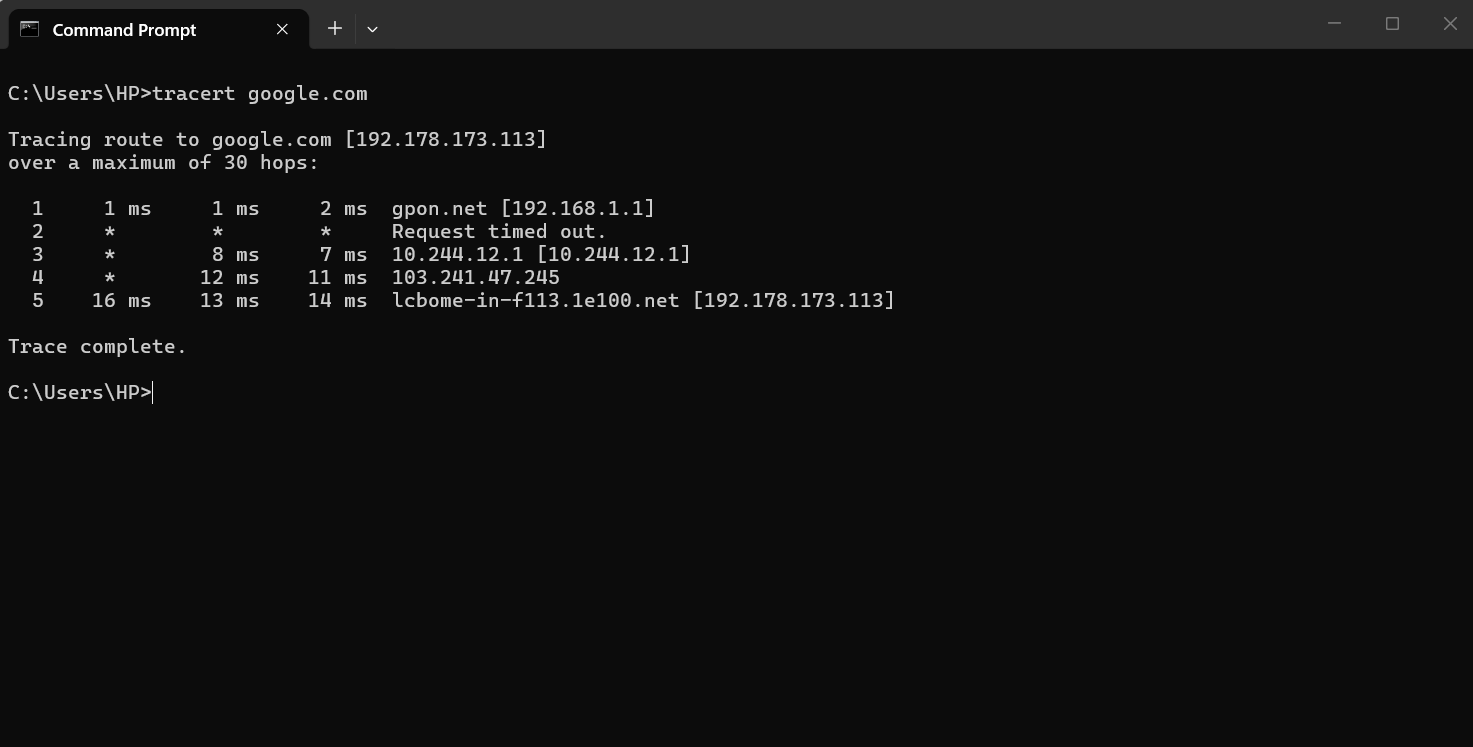 Command Prompt
C:\Users\HP>tracert google.com
Tracing route to google.com [192.178.173.113]
over a maximum of 30 hops:
1 1 ms 1 ms 2 ms gpon.net [192.168.1.1]
2 * * * Request timed out.
3 * 8 ms 7 ms 10.244.12.1 [10.244.12.1]
4 * 12 ms 11 ms 103.241.47.245
5 16 ms 13 ms 14 ms lcbome-in-f113.1e100.net [192.178.173.113]
Trace complete.
C:\Users\HP>